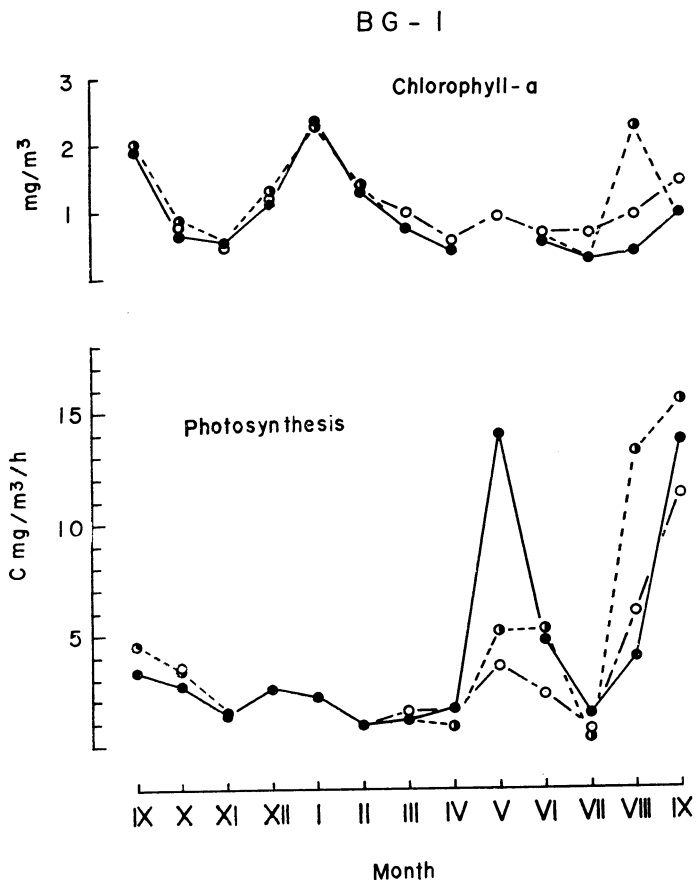 BG-I
Chlorophyll-a
3
2
1
mg/m³
Photosynthesis
15
10
5
C mg/m³/h
IX X XI XII I II III IV V VI VII VIII IX
Month